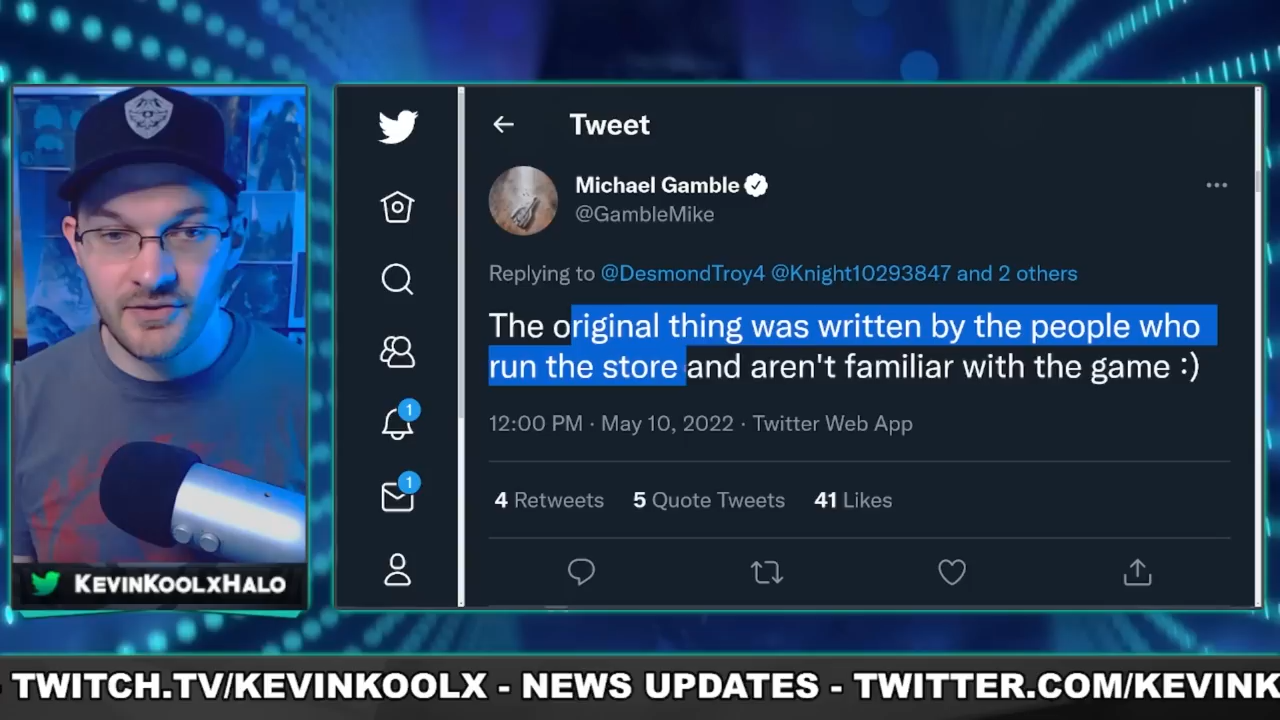 Tweet
Michael Gamble
@GambleMike
Replying to @DesmondTroy4 @Knight10293847 and 2 others
The original thing was written by the people who
run the store and aren't familiar with the game :)
12:00 PM · May 10, 2022 · Twitter Web App
4 Retweets 5 Quote Tweets 41 Likes
1
1
KevinKoolxHalo
- TWITCH.TV/KEVINKOOLX - NEWS UPDATES - TWITTER.COM/KEVINK